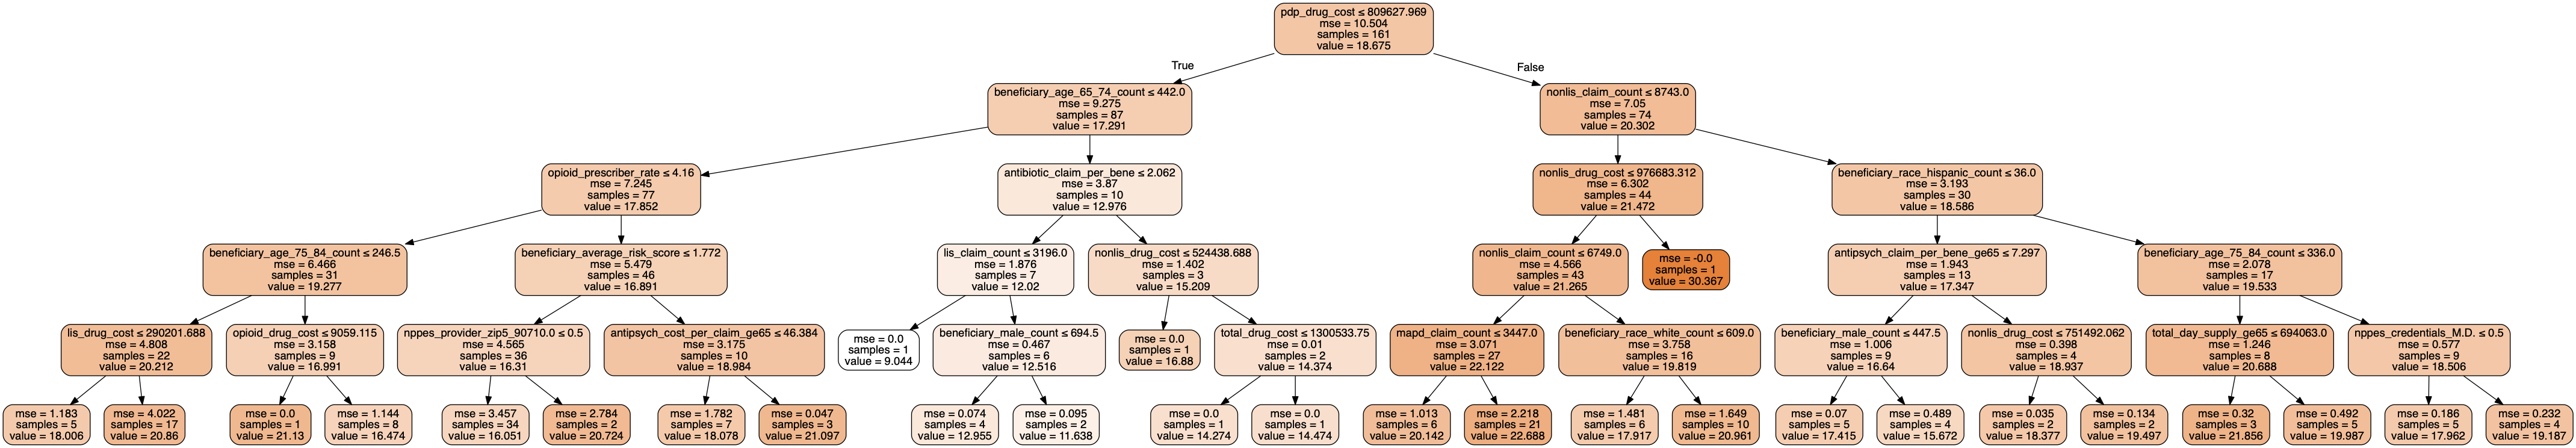 pdp_drug_cost ≤ 809627.969
mse = 10.504
samples = 161
value = 18.675
True
False
beneficiary_age_65_74_count ≤ 442.0
mse = 9.275
samples = 87
value = 17.291
nonlis_claim_count ≤ 8743.0
mse = 7.05
samples = 74
value = 20.302
opioid_prescriber_rate ≤ 4.16
mse = 7.245
samples = 77
value = 17.852
antibiotic_claim_per_bene ≤ 2.062
mse = 3.87
samples = 10
value = 12.976
nonlis_drug_cost ≤ 976683.312
mse = 6.302
samples = 44
value = 21.472
beneficiary_race_hispanic_count ≤ 36.0
mse = 3.193
samples = 30
value = 18.586
beneficiary_age_75_84_count ≤ 246.5
mse = 6.466
samples = 31
value = 19.277
beneficiary_average_risk_score ≤ 1.772
mse = 5.479
samples = 46
value = 16.891
lis_claim_count ≤ 3196.0
mse = 1.876
samples = 7
value = 12.02
nonlis_drug_cost ≤ 524438.688
mse = 1.402
samples = 3
value = 15.209
nonlis_claim_count ≤ 6749.0
mse = 4.566
samples = 43
value = 21.265
mse = -0.0
samples = 1
value = 30.367
antipsych_claim_per_bene_ge65 ≤ 7.297
mse = 1.943
samples = 13
value = 17.347
beneficiary_age_75_84_count ≤ 336.0
mse = 2.078
samples = 17
value = 19.533
lis_drug_cost ≤ 290201.688
mse = 4.808
samples = 22
value = 20.212
opioid_drug_cost ≤ 9059.115
mse = 3.158
samples = 9
value = 16.991
nppes_provider_zip5_90710.0 ≤ 0.5
mse = 4.565
samples = 36
value = 16.31
antipsych_cost_per_claim_ge65 ≤ 46.384
mse = 3.175
samples = 10
value = 18.984
mse = 0.0
samples = 1
value = 9.044
beneficiary_male_count ≤ 694.5
mse = 0.467
samples = 6
value = 12.516
mse = 0.0
samples = 1
value = 16.88
total_drug_cost ≤ 1300533.75
mse = 0.01
samples = 2
value = 14.374
mapd_claim_count ≤ 3447.0
mse = 3.071
samples = 27
value = 22.122
beneficiary_race_white_count ≤ 609.0
mse = 3.758
samples = 16
value = 19.819
beneficiary_male_count ≤ 447.5
mse = 1.006
samples = 9
value = 16.64
nonlis_drug_cost ≤ 751492.062
mse = 0.398
samples = 4
value = 18.937
total_day_supply_ge65 ≤ 694063.0
mse = 1.246
samples = 8
value = 20.688
nppes_credentials_M.D. ≤ 0.5
mse = 0.577
samples = 9
value = 18.506
mse = 1.183
samples = 5
value = 18.006
mse = 4.022
samples = 17
value = 20.86
mse = 0.0
samples = 1
value = 21.13
mse = 1.144
samples = 8
value = 16.474
mse = 3.457
samples = 34
value = 16.051
mse = 2.784
samples = 2
value = 20.724
mse = 1.782
samples = 7
value = 18.078
mse = 0.047
samples = 3
value = 21.097
mse = 0.074
samples = 4
value = 12.955
mse = 0.095
samples = 2
value = 11.638
mse = 0.0
samples = 1
value = 14.274
mse = 0.0
samples = 1
value = 14.474
mse = 1.013
samples = 6
value = 20.142
mse = 2.218
samples = 21
value = 22.688
mse = 1.481
samples = 6
value = 17.917
mse = 1.649
samples = 10
value = 20.961
mse = 0.07
samples = 5
value = 17.415
mse = 0.489
samples = 4
value = 15.672
mse = 0.035
samples = 2
value = 18.377
mse = 0.134
samples = 2
value = 19.497
mse = 0.32
samples = 3
value = 21.856
mse = 0.492
samples = 5
value = 19.987
mse = 0.186
samples = 5
value = 17.962
mse = 0.232
samples = 4
value = 19.187